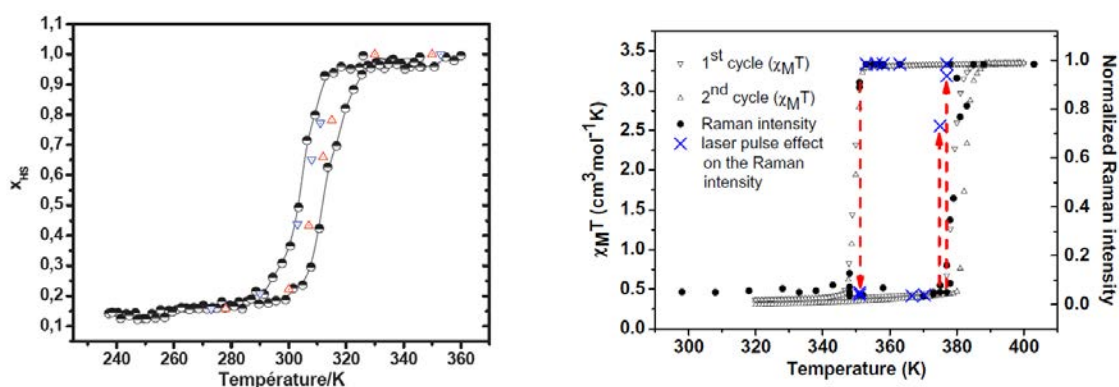 1,1
1,0
0,9
0,8
0,7
0,6
0,5
0,4
0,3
0,2
0,1
x_HS
240 260 280 300 320 340 360
Température/K
3.5
3.0
2.5
2.0
1.5
1.0
0.5
0.0
χ_MT (cm³mol⁻¹K)
1ˢᵗ cycle (χ_MT)
2ⁿᵈ cycle (χ_MT)
Raman intensity
laser pulse effect
on the Raman
intensity
1.0
0.8
0.6
0.4
0.2
0.0
Normalized Raman intensity
300 320 340 360 380 400
Temperature (K)